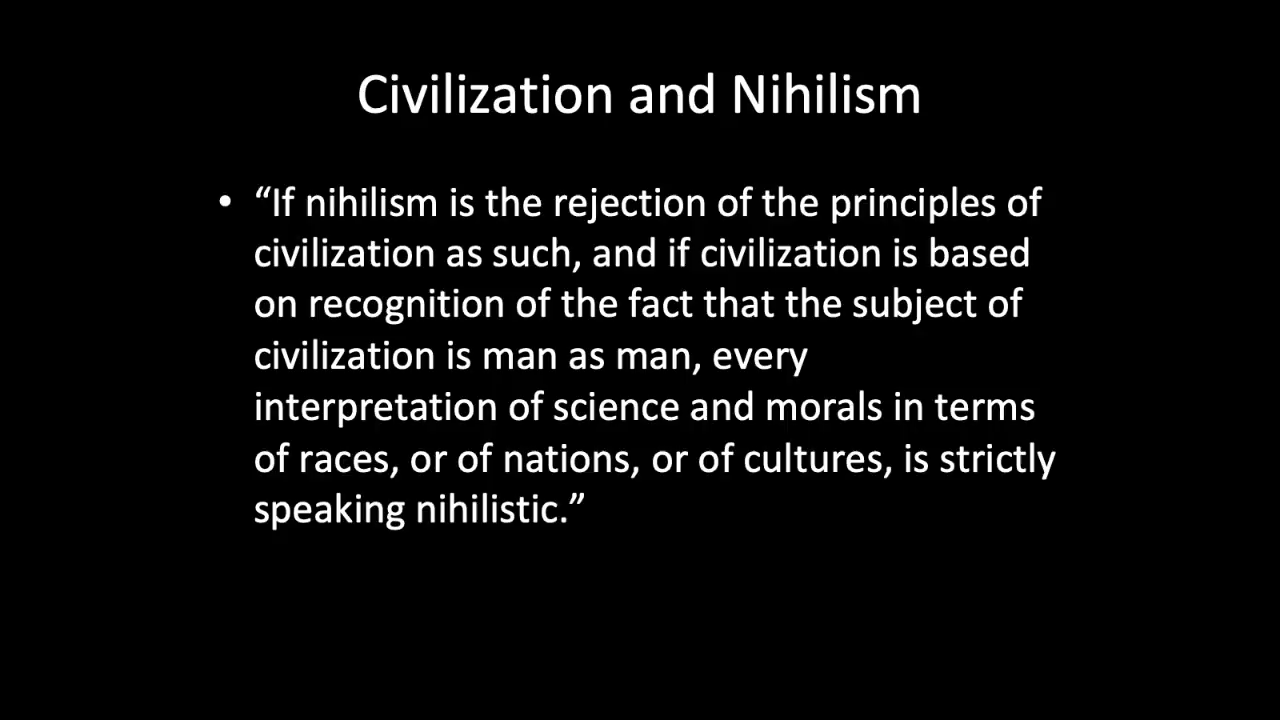 Civilization and Nihilism
• “If nihilism is the rejection of the principles of
civilization as such, and if civilization is based
on recognition of the fact that the subject of
civilization is man as man, every
interpretation of science and morals in terms
of races, or of nations, or of cultures, is strictly
speaking nihilistic.”